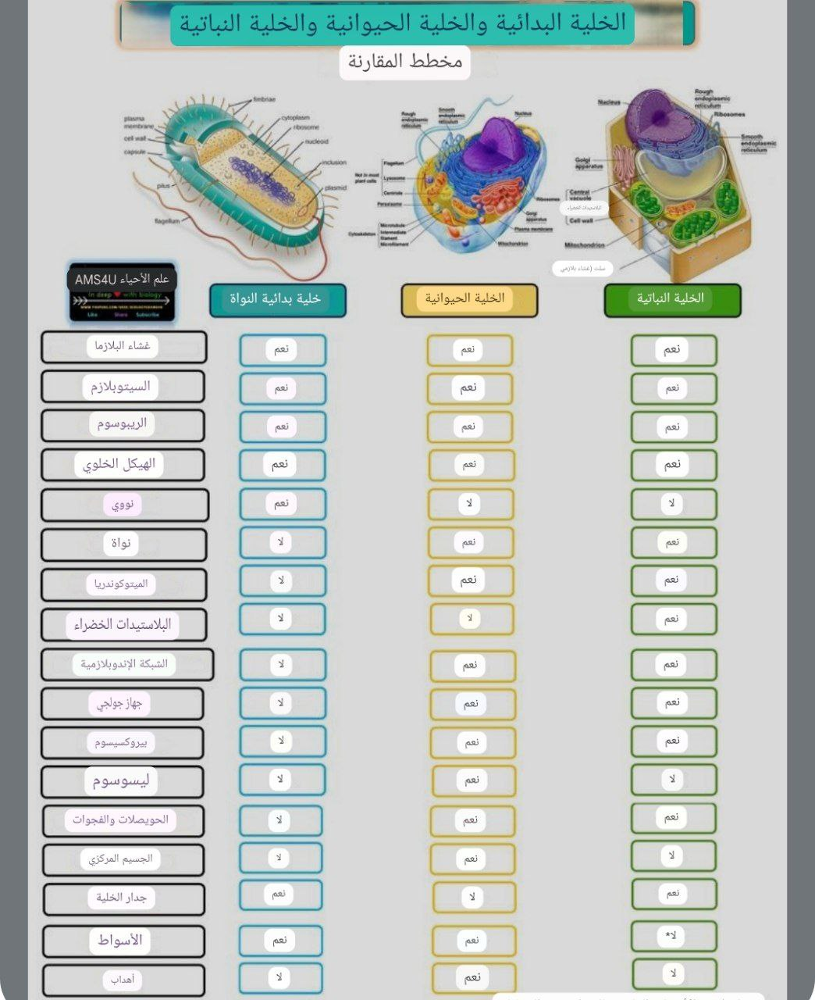 الخلية البدائية والخلية الحيوانية والخلية النباتية
مخطط المقارنة
fimbriae
plasma
membrane
cell wall
capsule
pilus
flagellum
cytoplasm
ribosome
nucleoid
inclusion
plasmid
Rough
endoplasmic
reticulum
Smooth
endoplasmic
reticulum
Nucleus
Not in most
plant cells
Flagellum
Lysosome
Centriole
Peroxisome
Cytoskeleton
Microtubule
Intermediate
filament
Microfilament
Ribosomes
Golgi
apparatus
Plasma membrane
Mitochondrion
Nucleus
Rough
endoplasmic
reticulum
Ribosomes
Smooth
endoplasmic
reticulum
Golgi
apparatus
Central
vacuole
البلاستيدات الخضراء
Cell wall
Mitochondrion
علم الأحياء AMS4U
In deep with biology
Like Share Subscribe
خلية بدائية النواة الخلية الحيوانية الخلية النباتية
غشاء البلازما نعم نعم نعم
السيتوبلازم نعم نعم نعم
الريبوسوم نعم نعم نعم
الهيكل الخلوي نعم نعم نعم
نووي نعم لا لا
نواة لا نعم نعم
الميتوكوندريا لا نعم نعم
البلاستيدات الخضراء لا لا نعم
الشبكة الإندوبلازمية لا نعم نعم
جهاز جولجي لا نعم نعم
بيروكسيسوم لا نعم نعم
ليسوسوم لا نعم لا
الحويصلات والفجوات لا نعم نعم
الجسيم المركزي لا نعم لا
جدار الخلية نعم لا نعم
الأسواط نعم نعم لا*
أهداب لا نعم لا